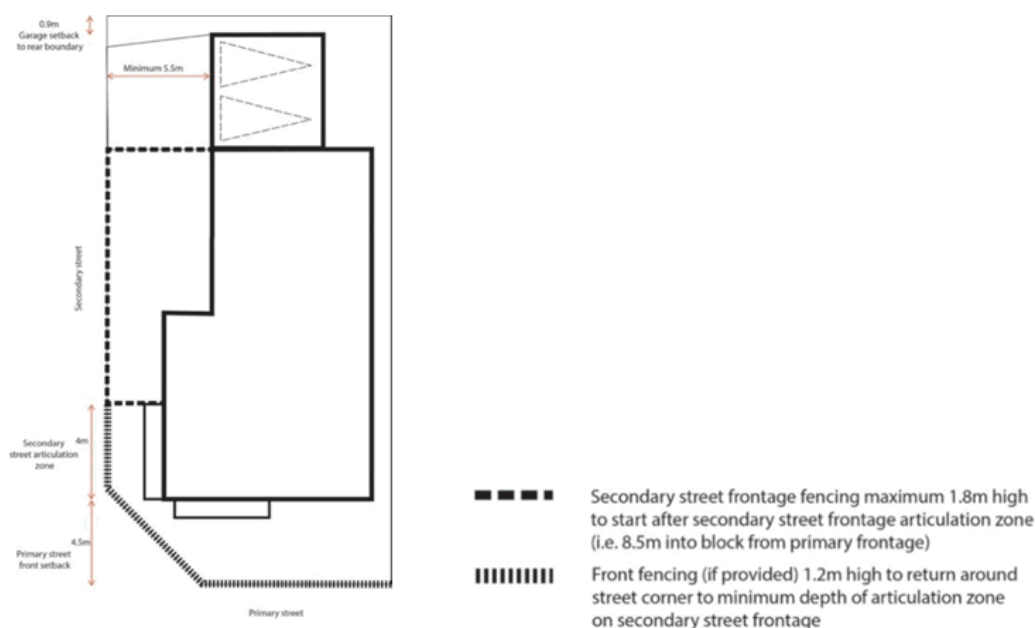 0.9m
Garage setback
to rear boundary
Minimum 5.5m
Secondary street
Secondary
street articulation
zone
4m
4.5m
Primary street
front setback
Primary street
Secondary street frontage fencing maximum 1.8m high
to start after secondary street frontage articulation zone
(i.e. 8.5m into block from primary frontage)
Front fencing (if provided) 1.2m high to return around
street corner to minimum depth of articulation zone
on secondary street frontage